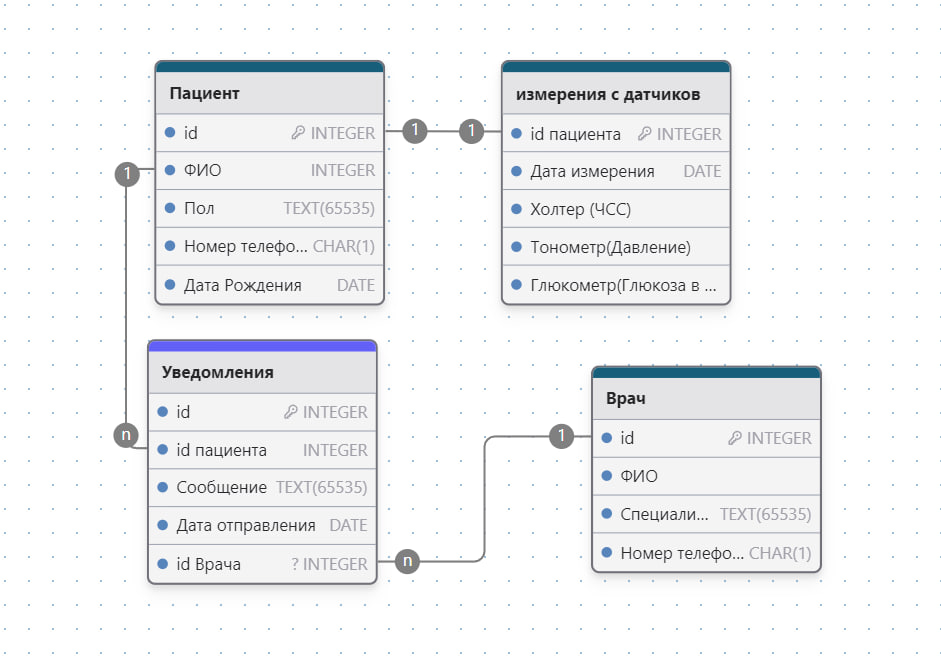 Пациент
id INTEGER
ФИО INTEGER
Пол TEXT(65535)
Номер телефо... CHAR(1)
Дата Рождения DATE
1
1
измерения с датчиков
id пациента INTEGER
Дата измерения DATE
Холтер (ЧСС)
Тонометр(Давление)
Глюкометр(Глюкоза в ...
1
n
Уведомления
id INTEGER
id пациента INTEGER
Сообщение TEXT(65535)
Дата отправления DATE
id Врача ? INTEGER
n
1
Врач
id INTEGER
ФИО
Специали... TEXT(65535)
Номер телефо... CHAR(1)